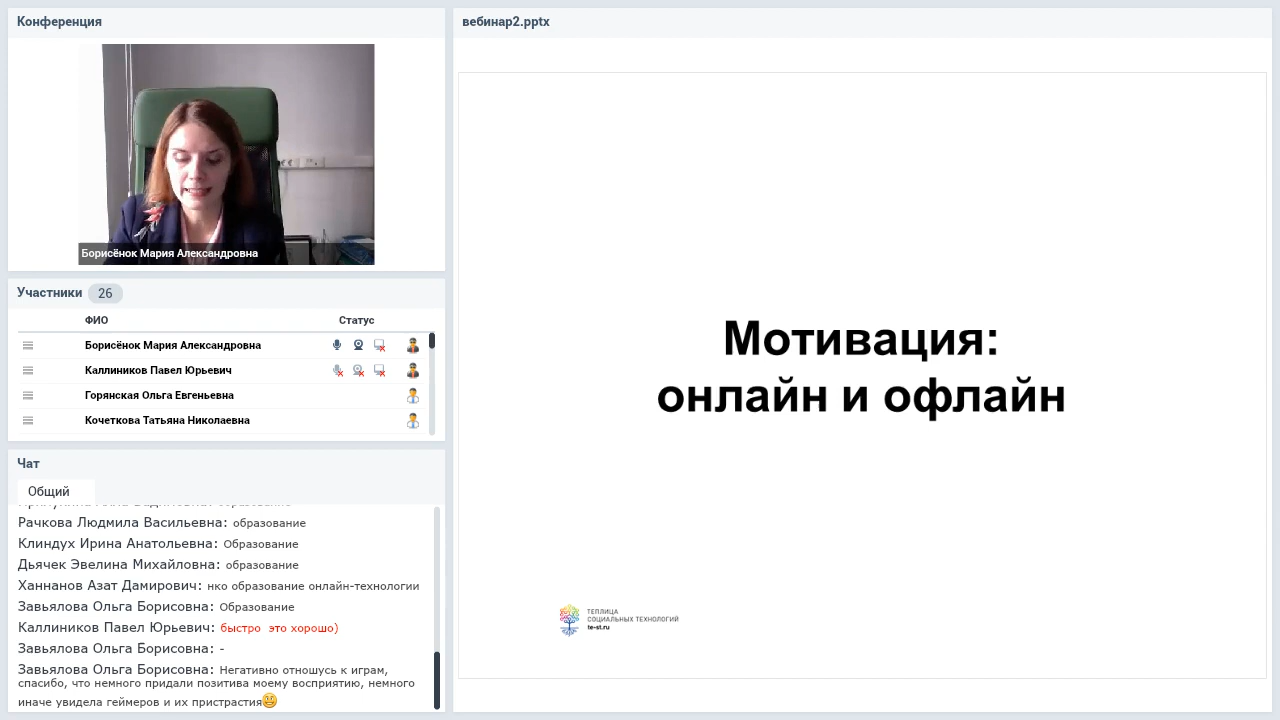 Конференция
Борисёнок Мария Александровна
Участники 26
ФИО Статус
Борисёнок Мария Александровна
Каллиников Павел Юрьевич
Горянская Ольга Евгеньевна
Кочеткова Татьяна Николаевна
Чат
Общий
Рачкова Людмила Васильевна: образование
Клиндух Ирина Анатольевна: Образование
Дьячек Эвелина Михайловна: образование
Ханнанов Азат Дамирович: нко образование онлайн-технологии
Завьялова Ольга Борисовна: Образование
Каллиников Павел Юрьевич: быстро это хорошо)
Завьялова Ольга Борисовна: -
Завьялова Ольга Борисовна: Негативно отношусь к играм,
спасибо, что немного придали позитива моему восприятию, немного
иначе увидела геймеров и их пристрастия
вебинар2.pptx
Мотивация:
онлайн и офлайн
ТЕПЛИЦА
СОЦИАЛЬНЫХ ТЕХНОЛОГИЙ
te-st.ru